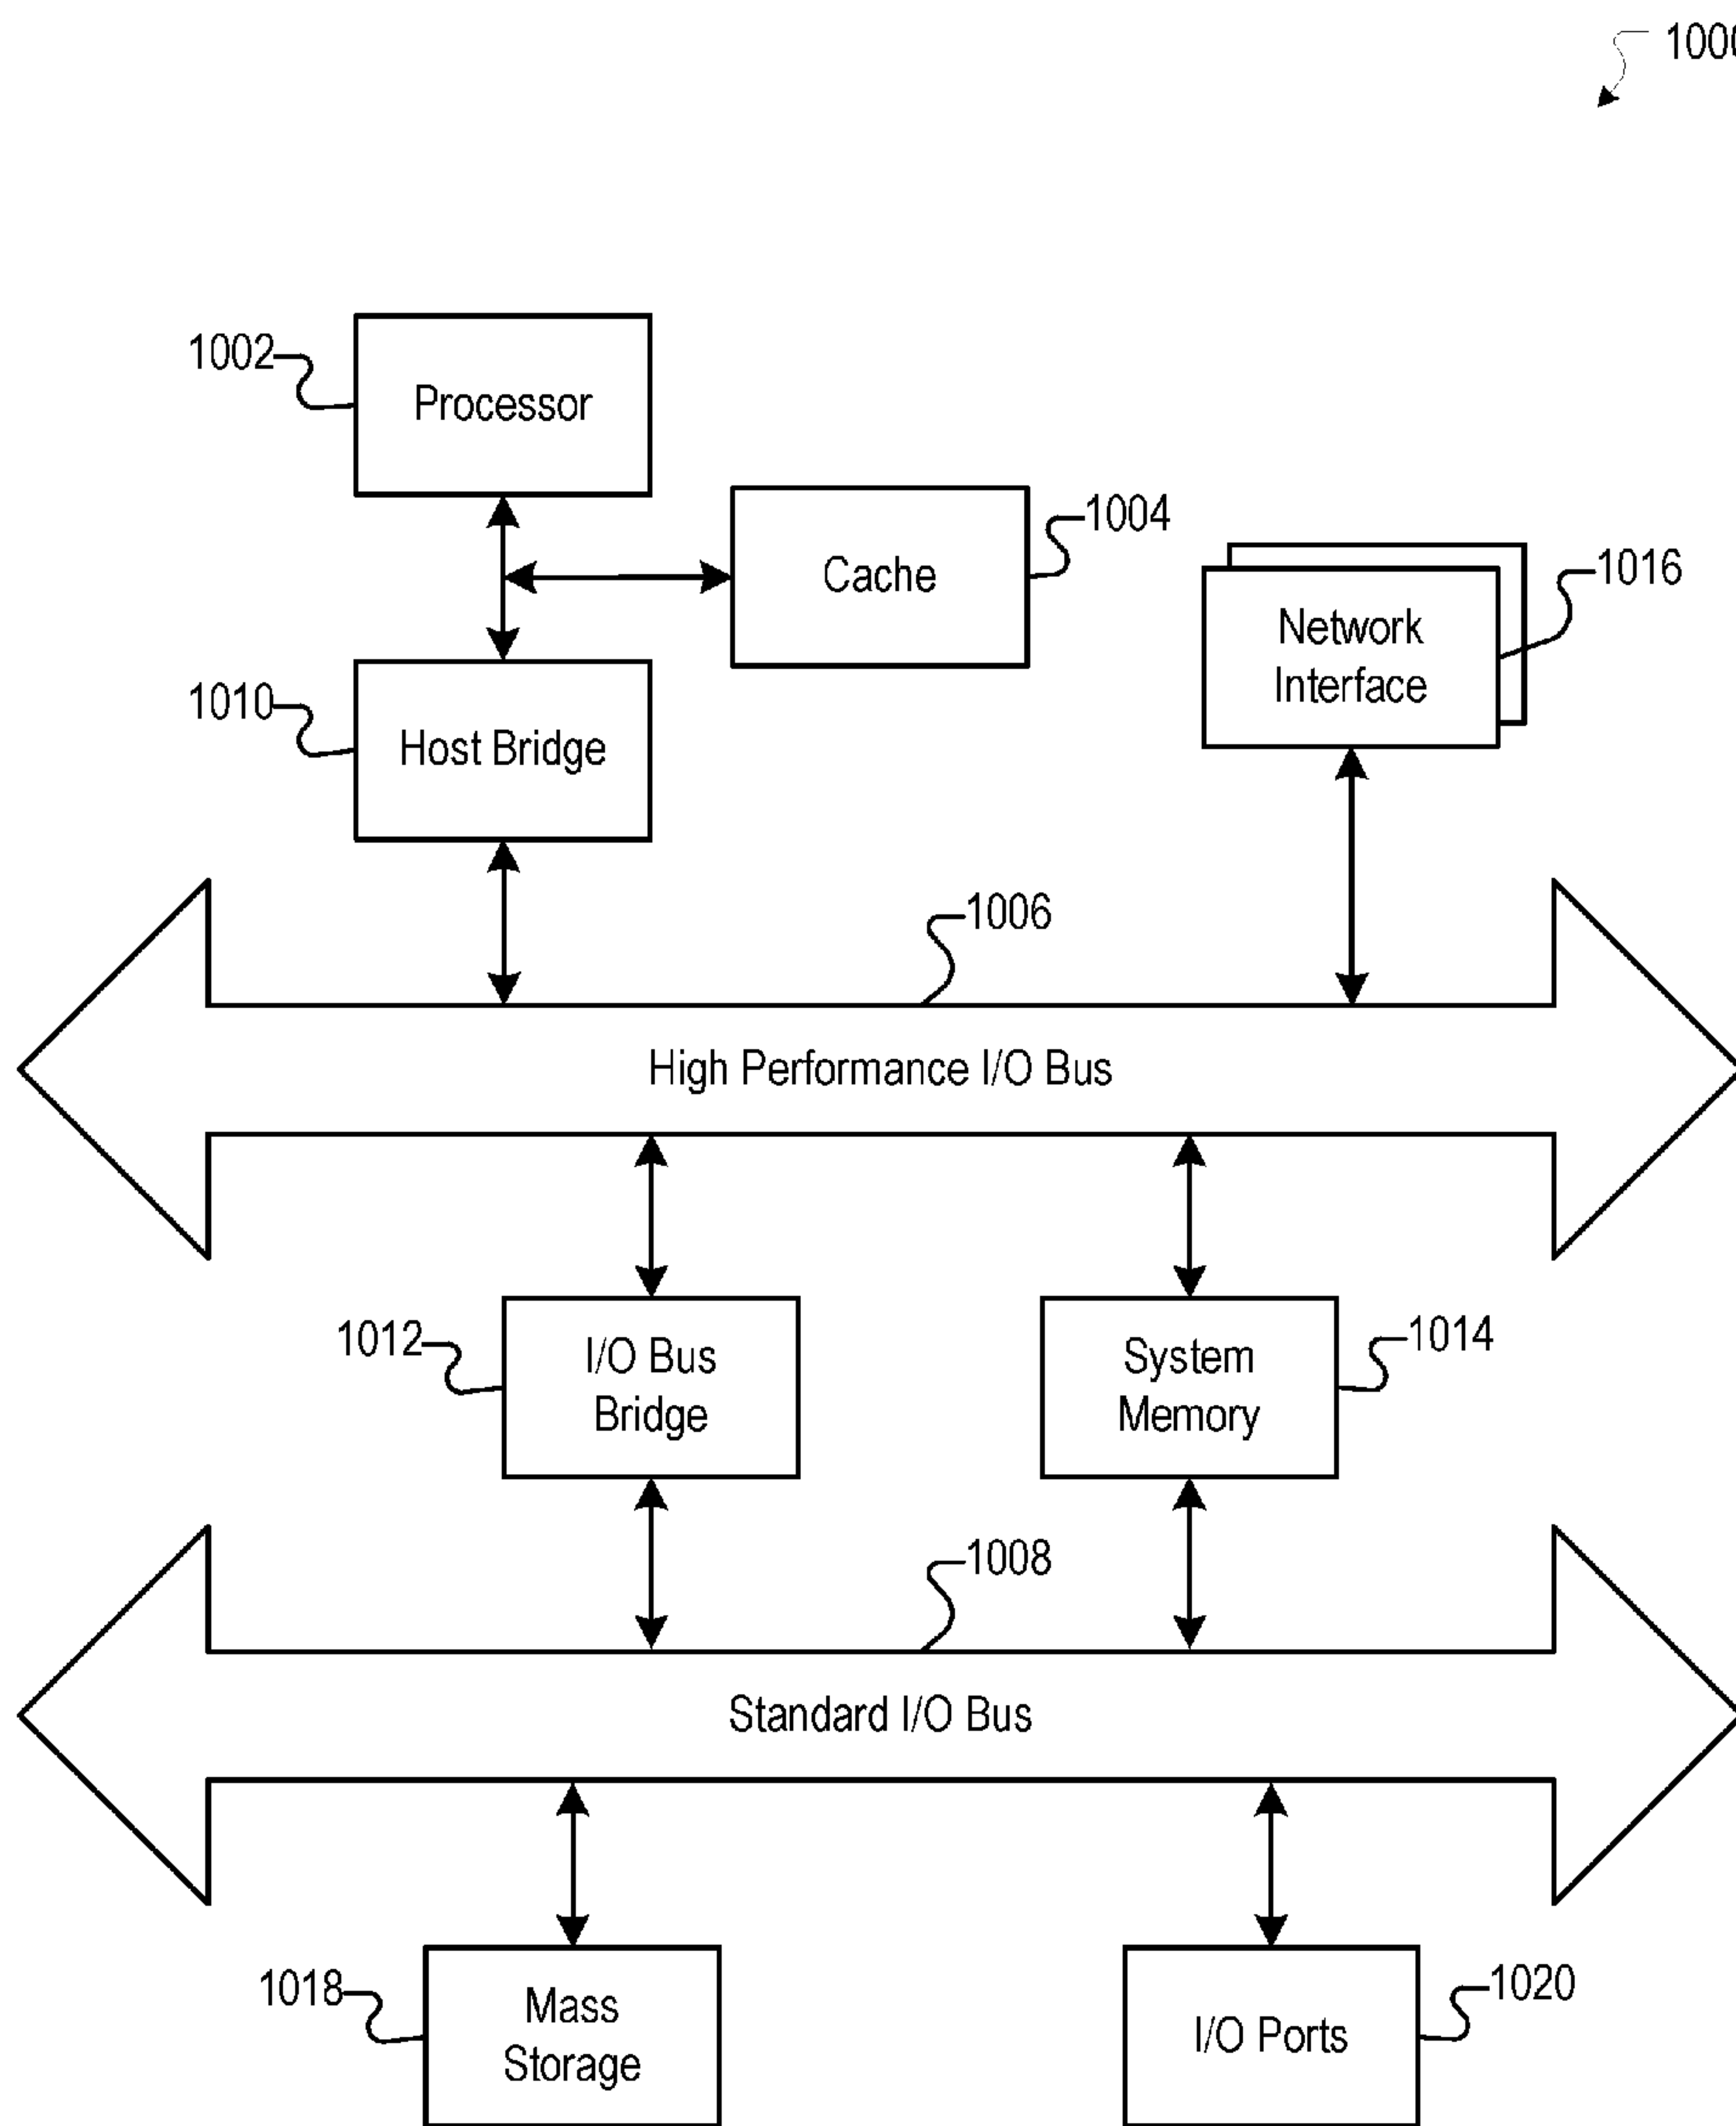 1000
1002
Processor
1004
Cache
1016
Network
Interface
1010
Host Bridge
1006
High Performance I/O Bus
1012
I/O Bus
Bridge
1014
System
Memory
1008
Standard I/O Bus
1018
Mass
Storage
1020
I/O Ports